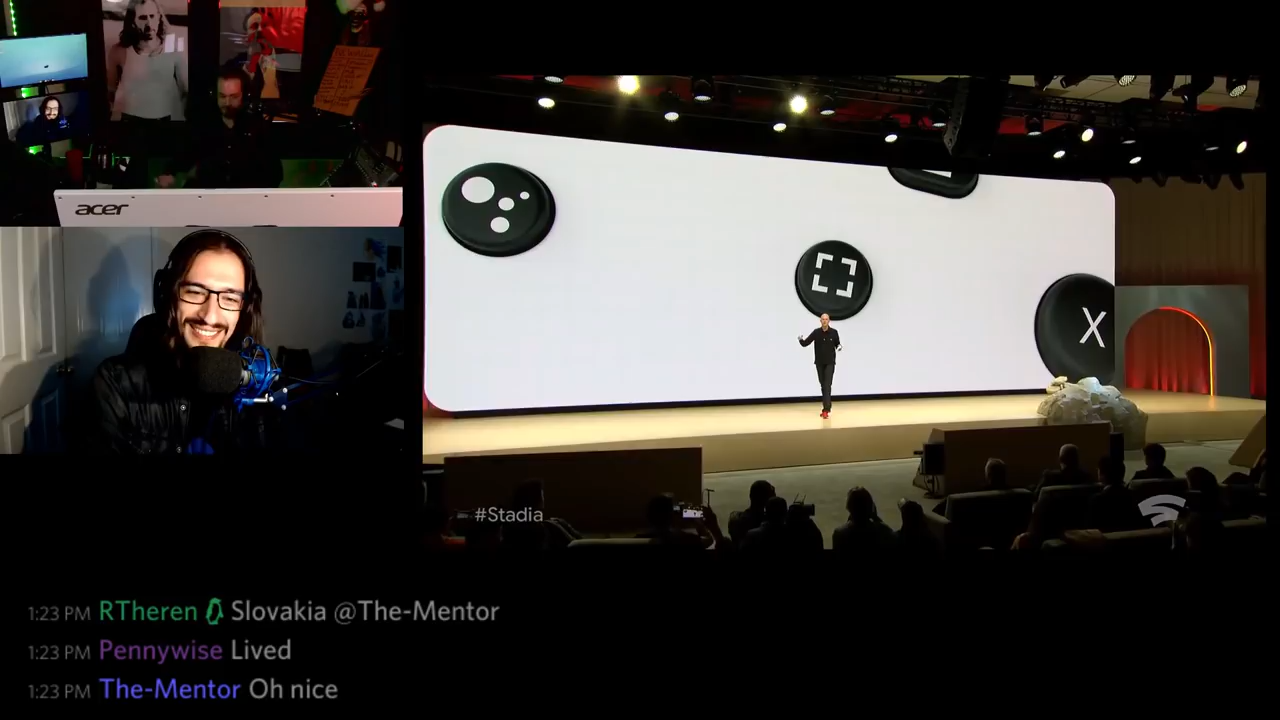 acer
X
#Stadia
1:23 PM RTheren Slovakia @The-Mentor
1:23 PM Pennywise Lived
1:23 PM The-Mentor Oh nice